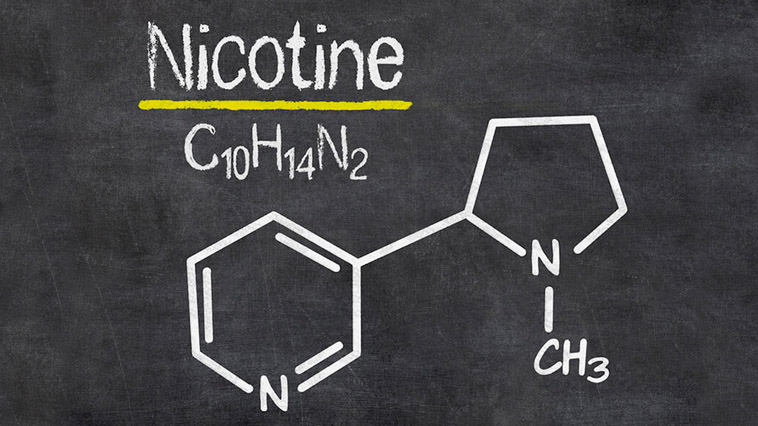 Nicotine
C₁₀H₁₄N₂
N
CH₃
N